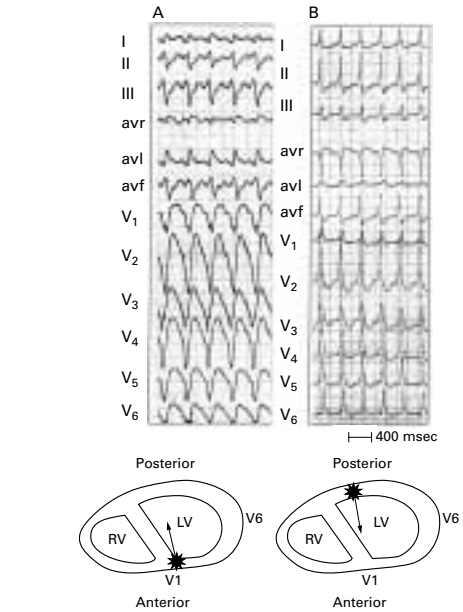 A
I
II
III
avr
avl
avf
V1
V2
V3
V4
V5
V6
B
I
II
III
avr
avl
avf
V1
V2
V3
V4
V5
V6
400 msec
Posterior
RV
LV
V6
V1
Anterior
Posterior
RV
LV
V6
V1
Anterior